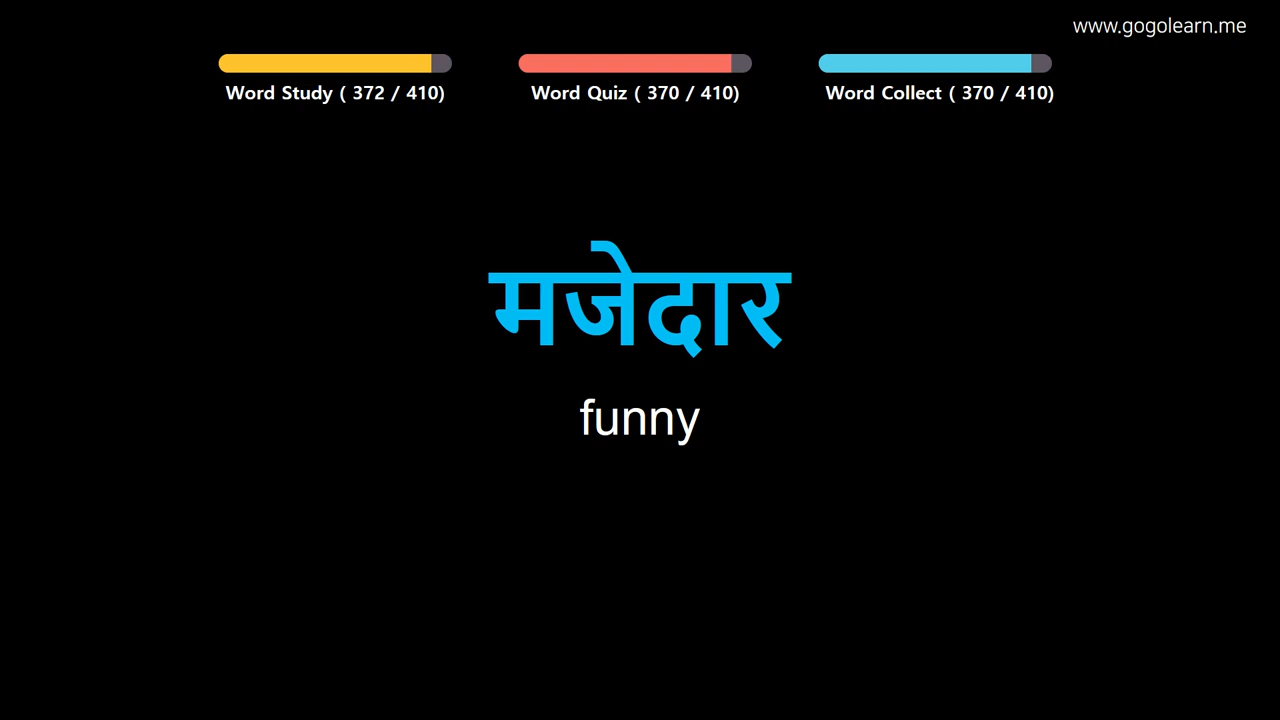 www.gogolearn.me
Word Study ( 372 / 410)
Word Quiz ( 370 / 410)
Word Collect ( 370 / 410)
मजेदार
funny